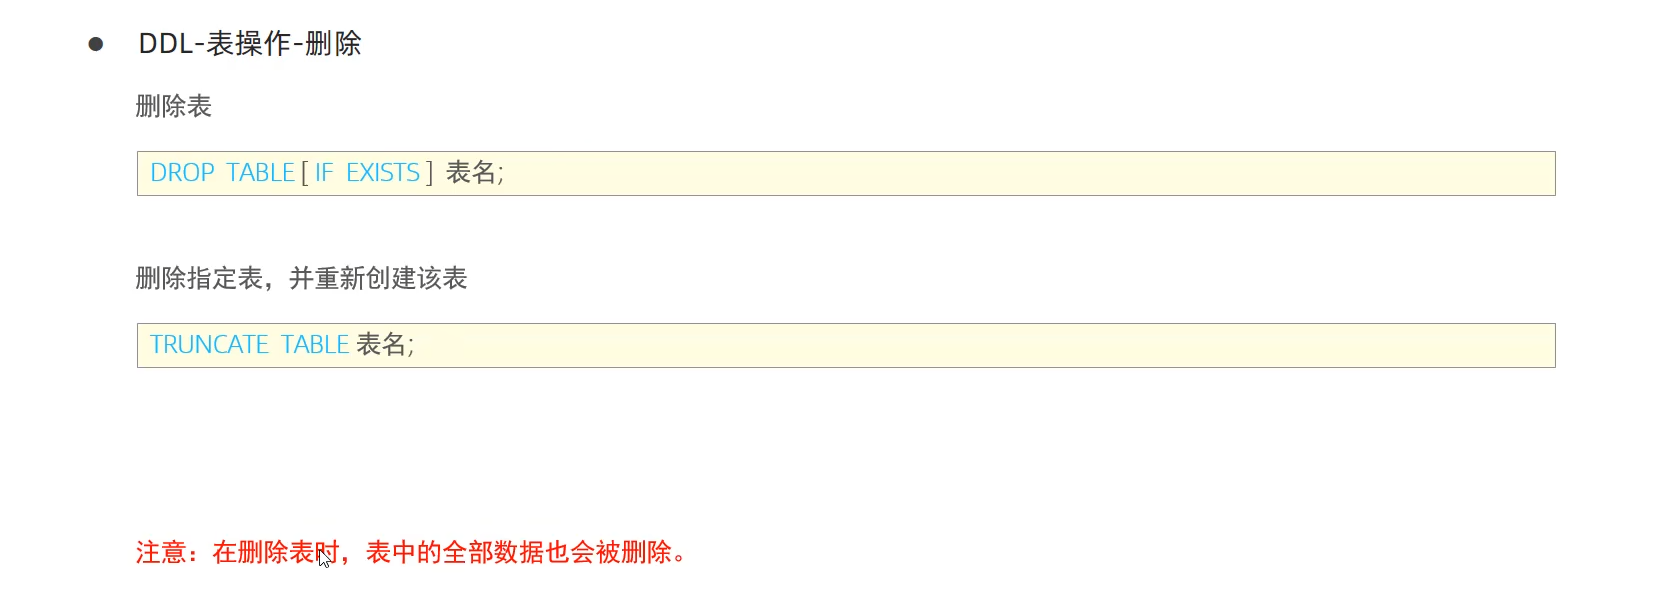 DDL-表操作-删除
删除表
DROP TABLE [ IF EXISTS ] 表名;
删除指定表，并重新创建该表
TRUNCATE TABLE 表名;
注意：在删除表时，表中的全部数据也会被删除。